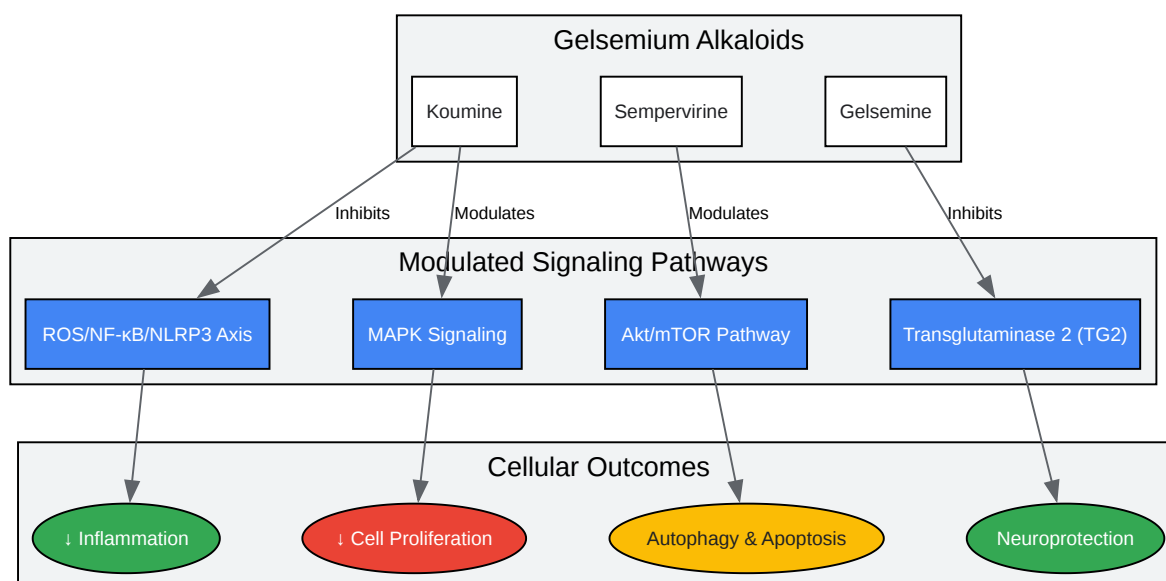 Gelsemium Alkaloids
Koumine
Sempervirine
Gelsemine
Inhibits
Modulates
Modulates
Inhibits
Modulated Signaling Pathways
ROS/NF-κB/NLRP3 Axis
MAPK Signaling
Akt/mTOR Pathway
Transglutaminase 2 (TG2)
Cellular Outcomes
↓ Inflammation
↓ Cell Proliferation
Autophagy & Apoptosis
Neuroprotection